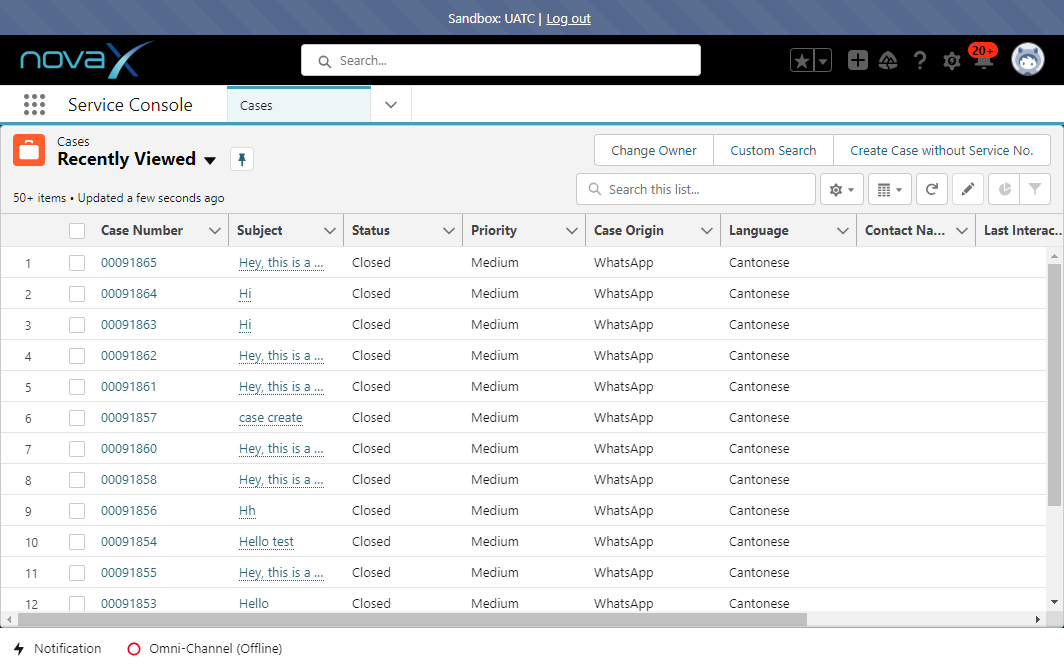 Sandbox: UATC | Log out
novaX
Search...
20+
Service Console
Cases
Cases
Recently Viewed
Change Owner
Custom Search
Create Case without Service No.
50+ items • Updated a few seconds ago
Search this list...
Case Number Subject Status Priority Case Origin Language Contact Na... Last Interac...
1 00091865 Hey, this is a ... Closed Medium WhatsApp Cantonese
2 00091864 Hi Closed Medium WhatsApp Cantonese
3 00091863 Hi Closed Medium WhatsApp Cantonese
4 00091862 Hey, this is a ... Closed Medium WhatsApp Cantonese
5 00091861 Hey, this is a ... Closed Medium WhatsApp Cantonese
6 00091857 case create Closed Medium WhatsApp Cantonese
7 00091860 Hey, this is a ... Closed Medium WhatsApp Cantonese
8 00091858 Hey, this is a ... Closed Medium WhatsApp Cantonese
9 00091856 Hh Closed Medium WhatsApp Cantonese
10 00091854 Hello test Closed Medium WhatsApp Cantonese
11 00091855 Hey, this is a ... Closed Medium WhatsApp Cantonese
12 00091853 Hello Closed Medium WhatsApp Cantonese
Notification
Omni-Channel (Offline)